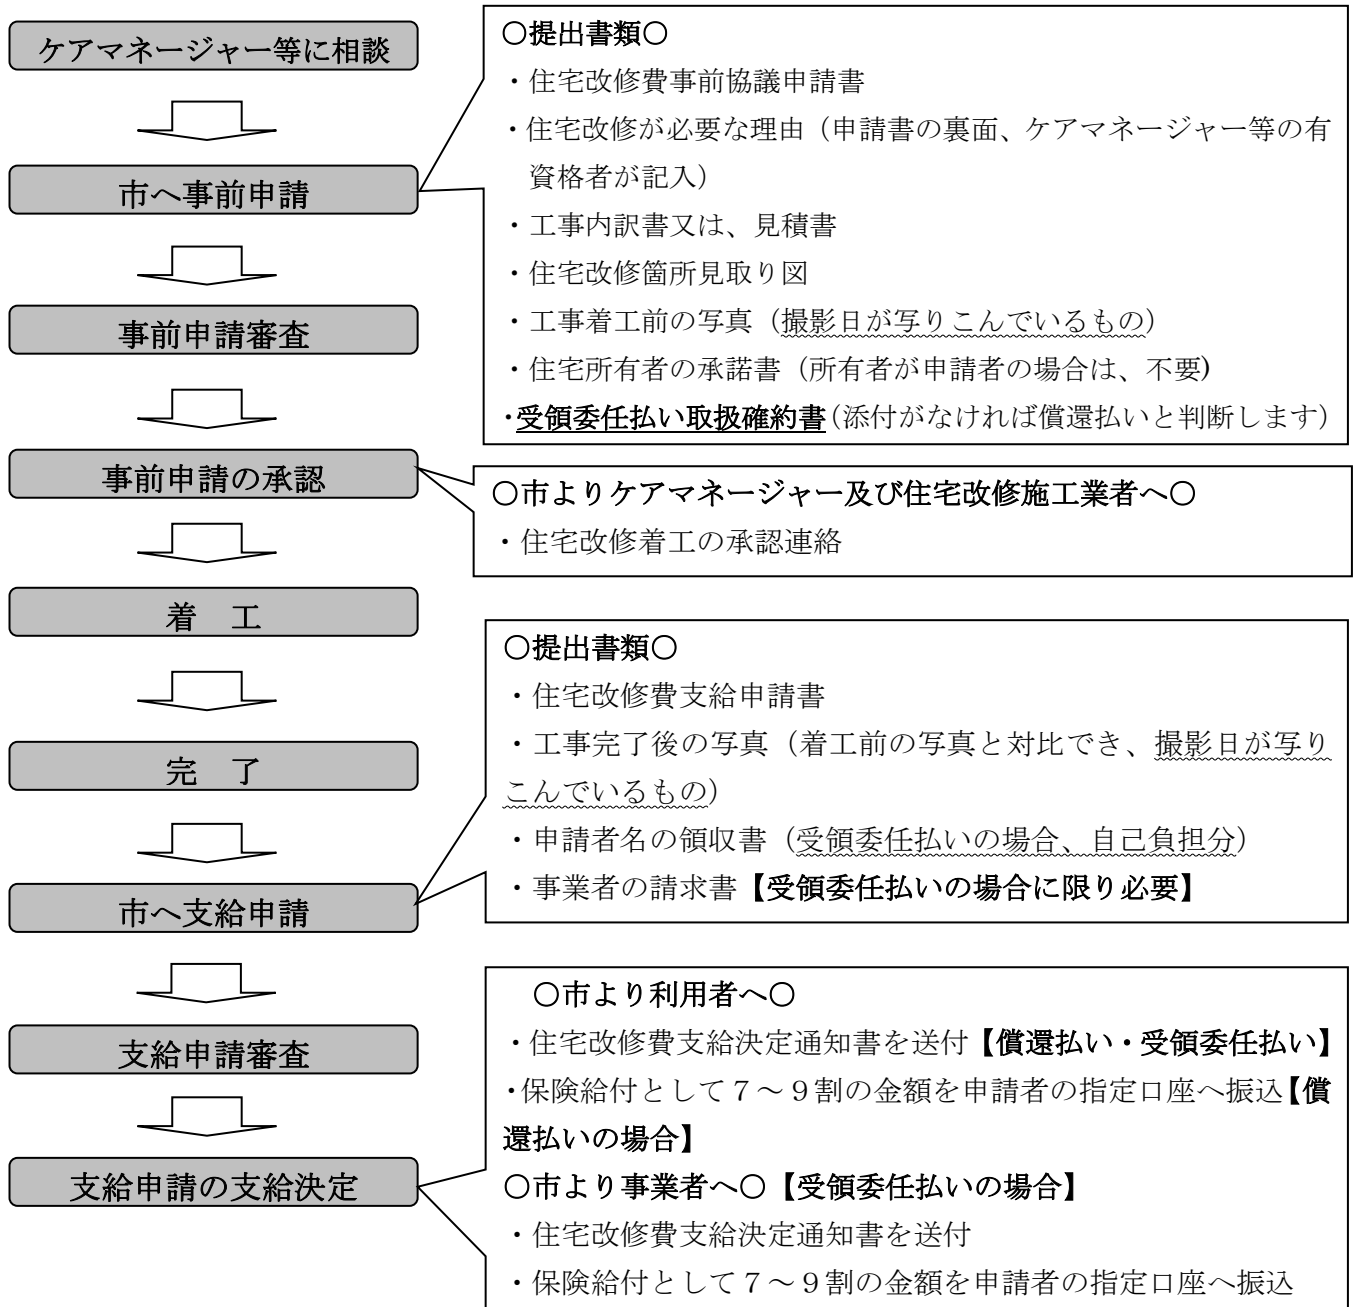 ケアマネージャー等に相談
○提出書類○
・住宅改修費事前協議申請書
・住宅改修が必要な理由（申請書の裏面、ケアマネージャー等の有
資格者が記入）
・工事内訳書又は、見積書
・住宅改修箇所見取り図
・工事着工前の写真（撮影日が写りこんでいるもの）
・住宅所有者の承諾書（所有者が申請者の場合は、不要)
・受領委任払い取扱確約書（添付がなければ償還払いと判断します）
市へ事前申請
事前申請審査
事前申請の承認
○市よりケアマネージャー及び住宅改修施工業者へ○
・住宅改修着工の承認連絡
着　工
完　了
市へ支給申請
○提出書類○
・住宅改修費支給申請書
・工事完了後の写真（着工前の写真と対比でき、撮影日が写り
こんでいるもの）
・申請者名の領収書（受領委任払いの場合、自己負担分）
・事業者の請求書【受領委任払いの場合に限り必要】
支給申請審査
支給申請の支給決定
○市より利用者へ○
・住宅改修費支給決定通知書を送付【償還払い・受領委任払い】
・保険給付として７～９割の金額を申請者の指定口座へ振込【償
還払いの場合】
○市より事業者へ○【受領委任払いの場合】
・住宅改修費支給決定通知書を送付
・保険給付として７～９割の金額を申請者の指定口座へ振込